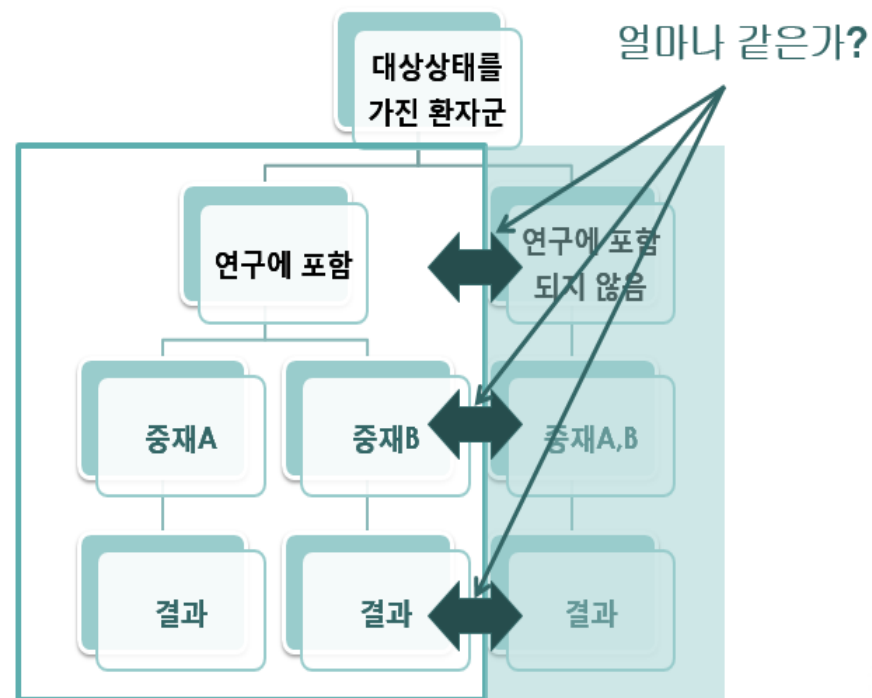 얼마나 같은가?
대상상태를
가진 환자군
연구에 포함
연구에 포함
되지 않음
중재A
중재B
중재A,B
결과
결과
결과